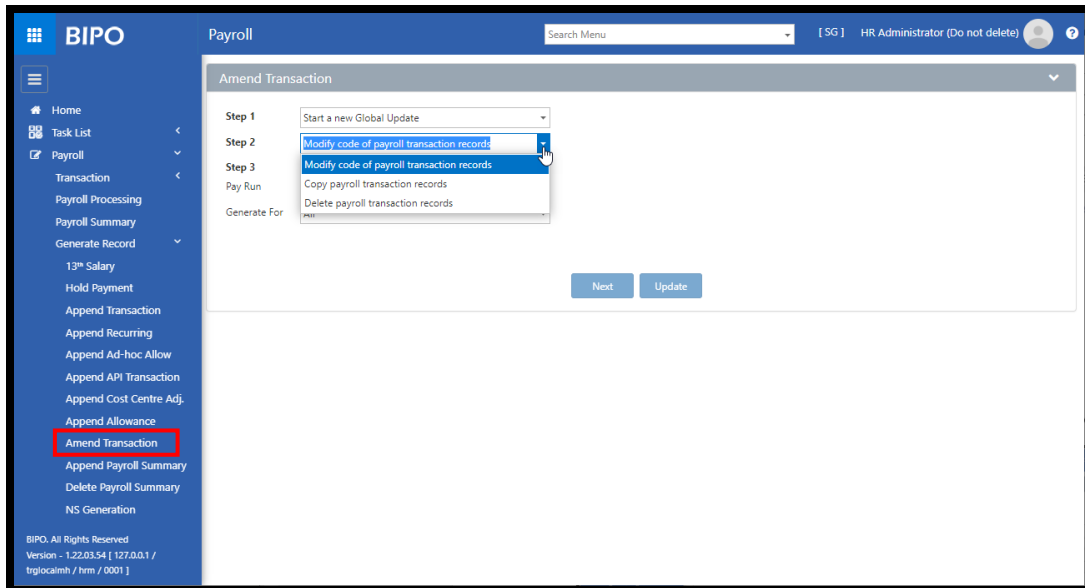 BIPO
Payroll
Search Menu
[ SG ]
HR Administrator (Do not delete)
?
Home
Task List
Payroll
Transaction
Payroll Processing
Payroll Summary
Generate Record
13th Salary
Hold Payment
Append Transaction
Append Recurring
Append Ad-hoc Allow
Append API Transaction
Append Cost Centre Adj.
Append Allowance
Amend Transaction
Append Payroll Summary
Delete Payroll Summary
NS Generation
BIPO. All Rights Reserved
Version - 1.22.03.54 [ 127.0.0.1 /
trglocalmh / hrm / 0001 ]
Amend Transaction
Step 1
Start a new Global Update
Step 2
Modify code of payroll transaction records
Modify code of payroll transaction records
Copy payroll transaction records
Delete payroll transaction records
Step 3
Pay Run
Generate For
All
Next
Update